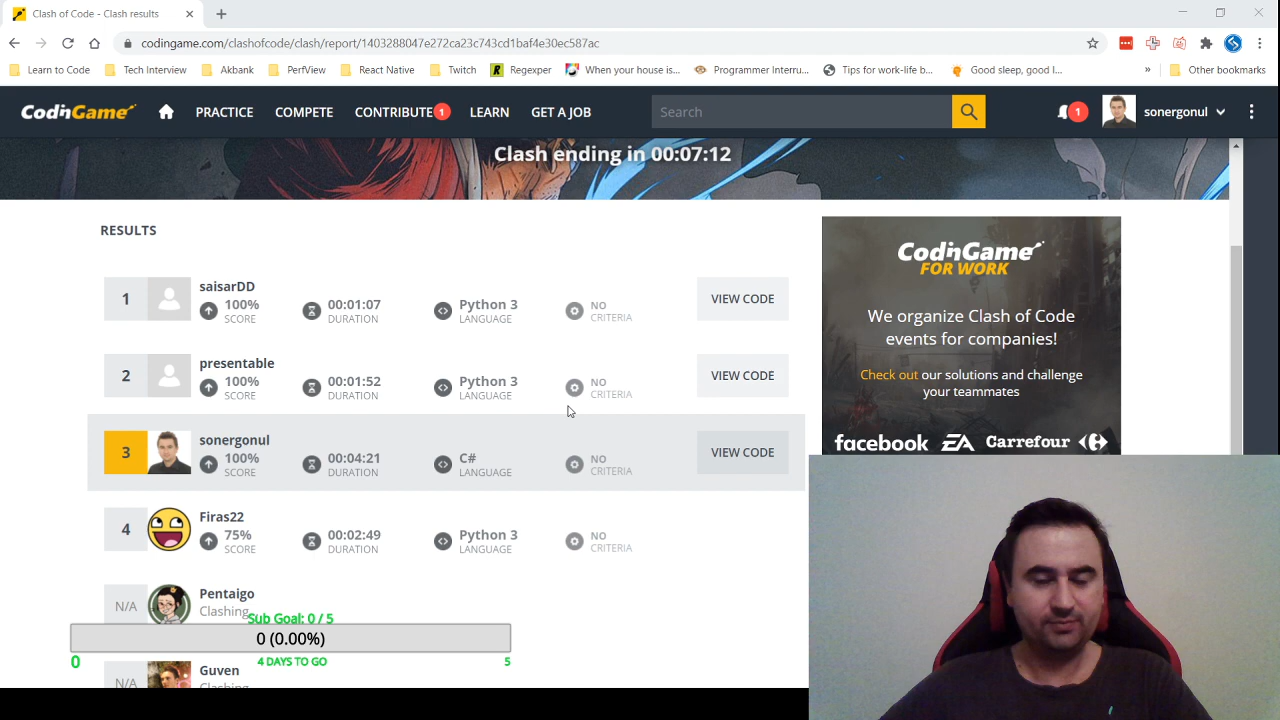 Clash of Code - Clash results
codingame.com/clashofcode/clash/report/1403288047e272ca23c743cd1baf4e30ec587ac
Learn to Code Tech Interview Akbank PerfView React Native Twitch Regexper When your house is... Programmer Interru... Tips for work-life b... Good sleep, good l... » Other bookmarks
CodinGame PRACTICE COMPETE CONTRIBUTE 1 LEARN GET A JOB Search 1 sonergonul
Clash ending in 00:07:12
RESULTS
1 saisarDD
100% 00:01:07 Python 3 NO
SCORE DURATION LANGUAGE CRITERIA
VIEW CODE
2 presentable
100% 00:01:52 Python 3 NO
SCORE DURATION LANGUAGE CRITERIA
VIEW CODE
3 sonergonul
100% 00:04:21 C# NO
SCORE DURATION LANGUAGE CRITERIA
VIEW CODE
4 Firas22
75% 00:02:49 Python 3 NO
SCORE DURATION LANGUAGE CRITERIA
VIEW CODE
N/A Pentaigo
Clashing
Sub Goal: 0 / 5
0 (0.00%)
0 4 DAYS TO GO 5
N/A Guven
Clashing
CodinGame
FOR WORK
We organize Clash of Code
events for companies!
Check out our solutions and challenge
your teammates
facebook EA Carrefour